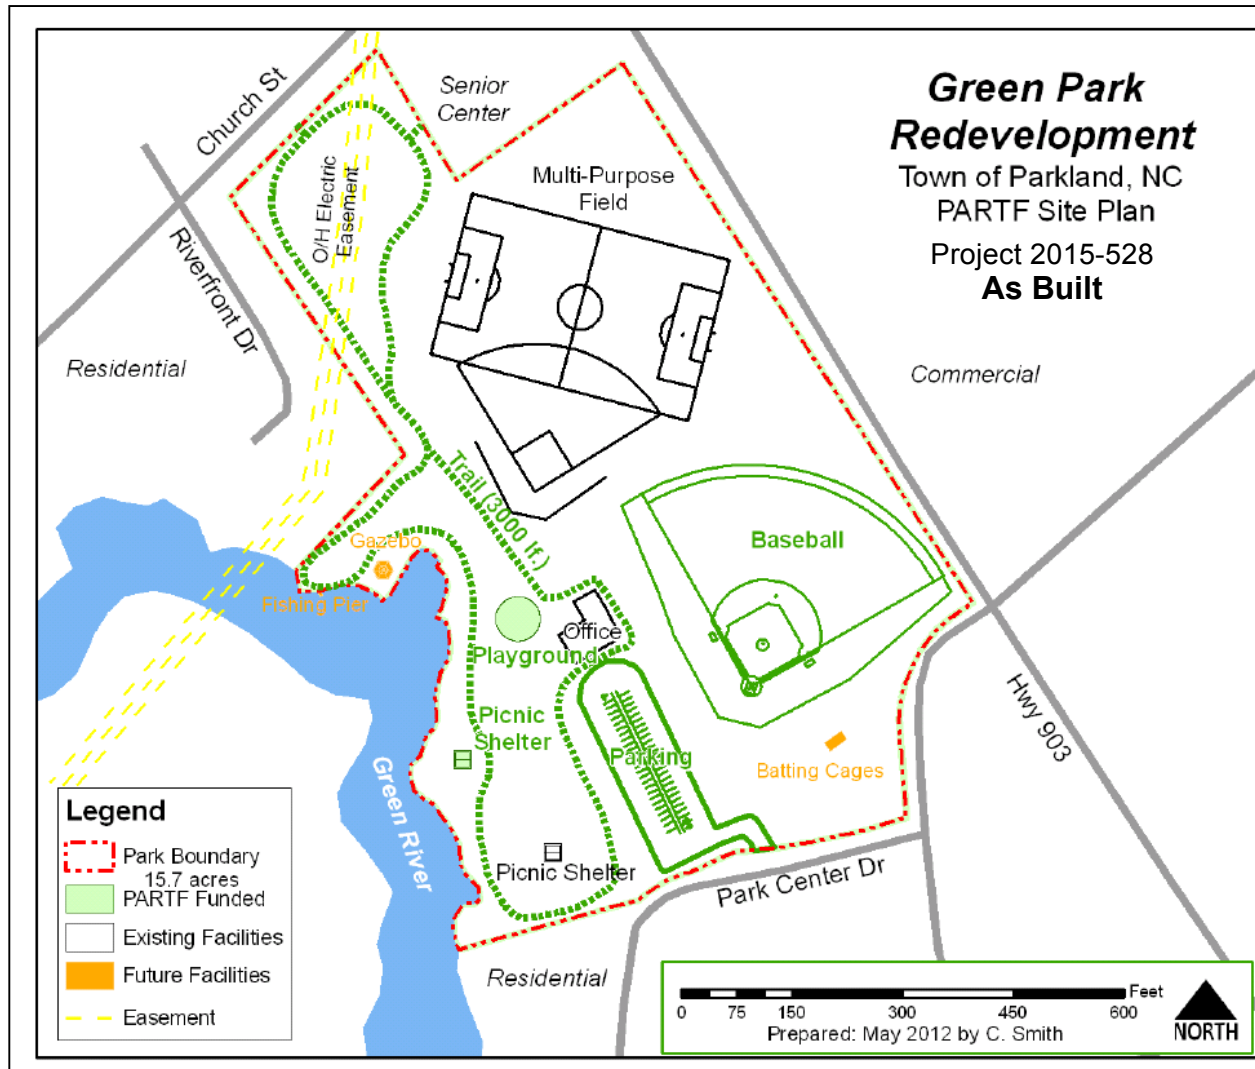 Green Park
Redevelopment
Town of Parkland, NC
PARTF Site Plan
Project 2015-528
As Built
Church St
Senior
Center
Multi-Purpose
Field
O/H Electric
Easement
Riverfront Dr
Residential
Commercial
Trail (3000 lf.)
Baseball
Gazebo
Fishing Pier
Office
Playground
Picnic
Shelter
Parking
Batting Cages
Hwy 903
Green River
Picnic Shelter
Park Center Dr
Residential
Legend
Park Boundary
15.7 acres
PARTF Funded
Existing Facilities
Future Facilities
Easement
Feet
0 75 150 300 450 600
Prepared: May 2012 by C. Smith
NORTH